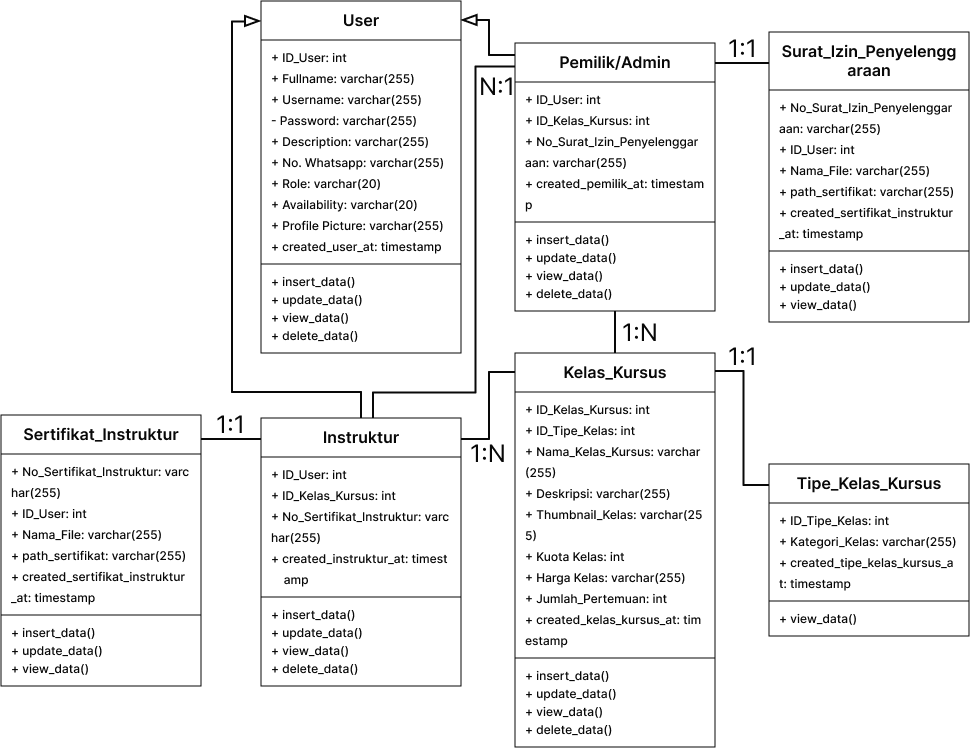 User
+ ID_User: int
+ Fullname: varchar(255)
+ Username: varchar(255)
- Password: varchar(255)
+ Description: varchar(255)
+ No. Whatsapp: varchar(255)
+ Role: varchar(20)
+ Availability: varchar(20)
+ Profile Picture: varchar(255)
+ created_user_at: timestamp
+ insert_data()
+ update_data()
+ view_data()
+ delete_data()
N:1
Pemilik/Admin
+ ID_User: int
+ ID_Kelas_Kursus: int
+ No_Surat_Izin_Penyelenggar
aan: varchar(255)
+ created_pemilik_at: timestam
p
+ insert_data()
+ update_data()
+ view_data()
+ delete_data()
1:1
Surat_Izin_Penyelengg
araan
+ No_Surat_Izin_Penyelenggar
aan: varchar(255)
+ ID_User: int
+ Nama_File: varchar(255)
+ path_sertifikat: varchar(255)
+ created_sertifikat_instruktur
_at: timestamp
+ insert_data()
+ update_data()
+ view_data()
1:N
1:1
Sertifikat_Instruktur
+ No_Sertifikat_Instruktur: varc
har(255)
+ ID_User: int
+ Nama_File: varchar(255)
+ path_sertifikat: varchar(255)
+ created_sertifikat_instruktur
_at: timestamp
+ insert_data()
+ update_data()
+ view_data()
1:1
Instruktur
+ ID_User: int
+ ID_Kelas_Kursus: int
+ No_Sertifikat_Instruktur: varc
har(255)
+ created_instruktur_at: timest
amp
+ insert_data()
+ update_data()
+ view_data()
+ delete_data()
1:N
Kelas_Kursus
+ ID_Kelas_Kursus: int
+ ID_Tipe_Kelas: int
+ Nama_Kelas_Kursus: varchar
(255)
+ Deskripsi: varchar(255)
+ Thumbnail_Kelas: varchar(25
5)
+ Kuota Kelas: int
+ Harga Kelas: varchar(255)
+ Jumlah_Pertemuan: int
+ created_kelas_kursus_at: tim
estamp
+ insert_data()
+ update_data()
+ view_data()
+ delete_data()
Tipe_Kelas_Kursus
+ ID_Tipe_Kelas: int
+ Kategori_Kelas: varchar(255)
+ created_tipe_kelas_kursus_a
t: timestamp
+ view_data()